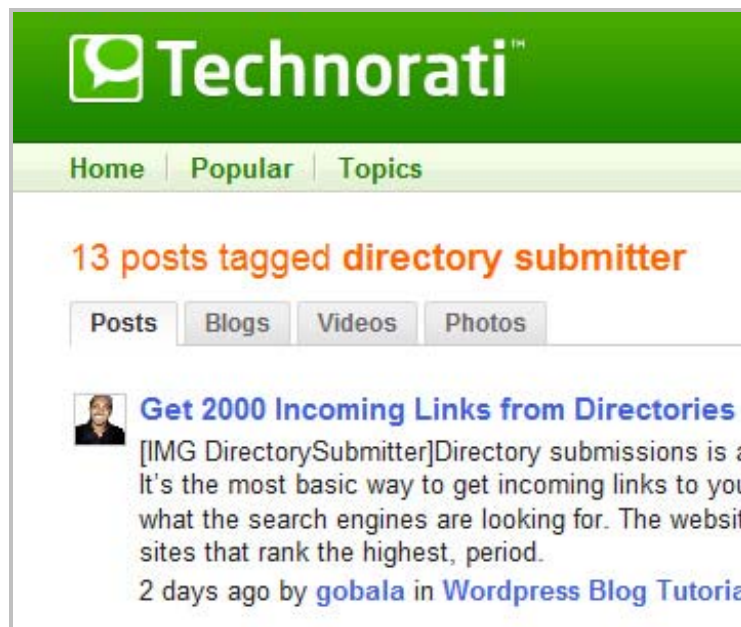 Technorati™
Home Popular Topics
13 posts tagged directory submitter
Posts Blogs Videos Photos
Get 2000 Incoming Links from Directories
[IMG DirectorySubmitter]Directory submissions is
It's the most basic way to get incoming links to
what the search engines are looking for. The
sites that rank the highest, period.
2 days ago by gobala in Wordpress Blog